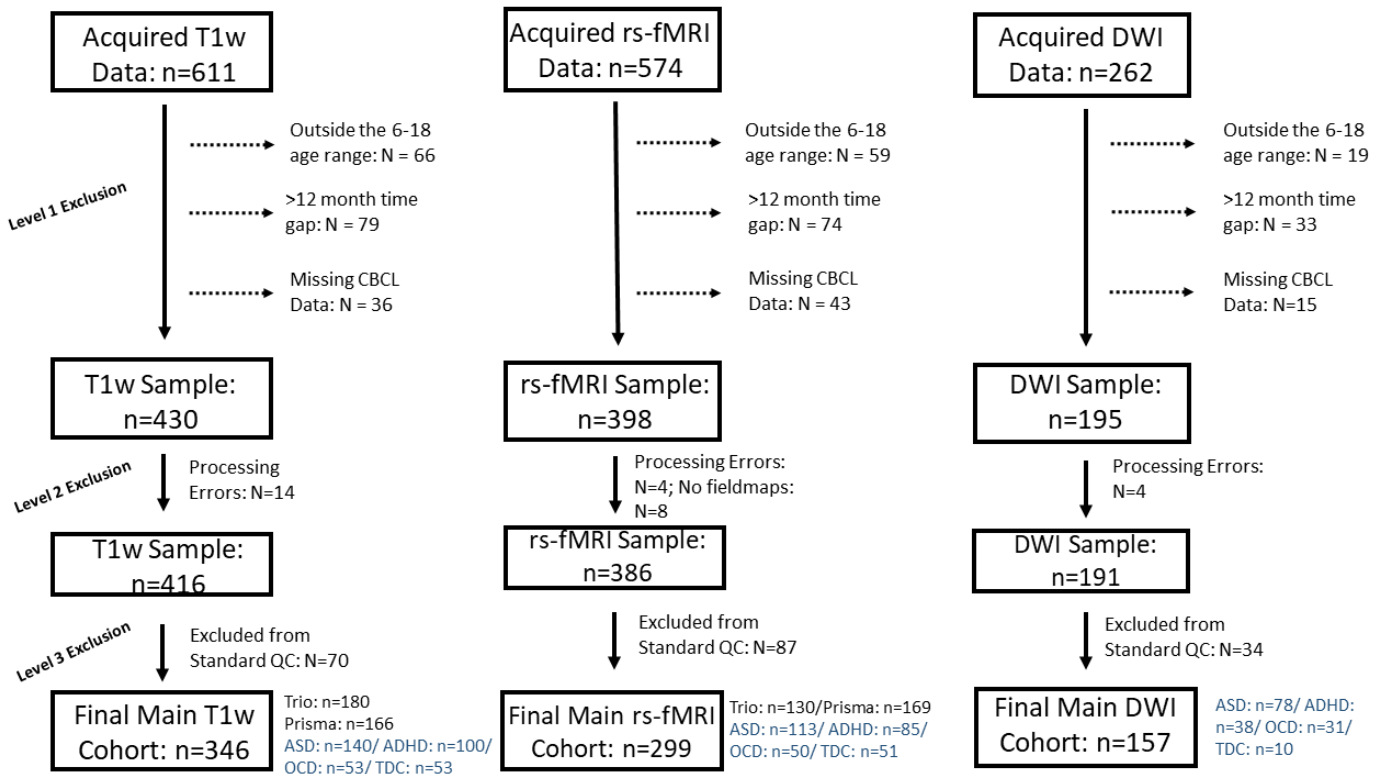 Acquired T1w
Data: n=611
Outside the 6-18
age range: N = 66
>12 month time
gap: N = 79
Missing CBCL
Data: N = 36
Level 1 Exclusion
T1w Sample:
n=430
Level 2 Exclusion
Processing
Errors: N=14
T1w Sample:
n=416
Level 3 Exclusion
Excluded from
Standard QC: N=70
Final Main T1w
Cohort: n=346
Trio: n=180
Prisma: n=166
ASD: n=140/ ADHD: n=100/
OCD: n=53/ TDC: n=53
Acquired rs-fMRI
Data: n=574
Outside the 6-18
age range: N = 59
>12 month time
gap: N = 74
Missing CBCL
Data: N = 43
rs-fMRI Sample:
n=398
Processing Errors:
N=4; No fieldmaps:
N=8
rs-fMRI Sample:
n=386
Excluded from
Standard QC: N=87
Final Main rs-fMRI
Cohort: n=299
Trio: n=130/Prisma: n=169
ASD: n=113/ ADHD: n=85/
OCD: n=50/ TDC: n=51
Acquired DWI
Data: n=262
Outside the 6-18
age range: N = 19
>12 month time
gap: N = 33
Missing CBCL
Data: N=15
DWI Sample:
n=195
Processing Errors:
N=4
DWI Sample:
n=191
Excluded from
Standard QC: N=34
Final Main DWI
Cohort: n=157
ASD: n=78/ ADHD:
n=38/ OCD: n=31/
TDC: n=10